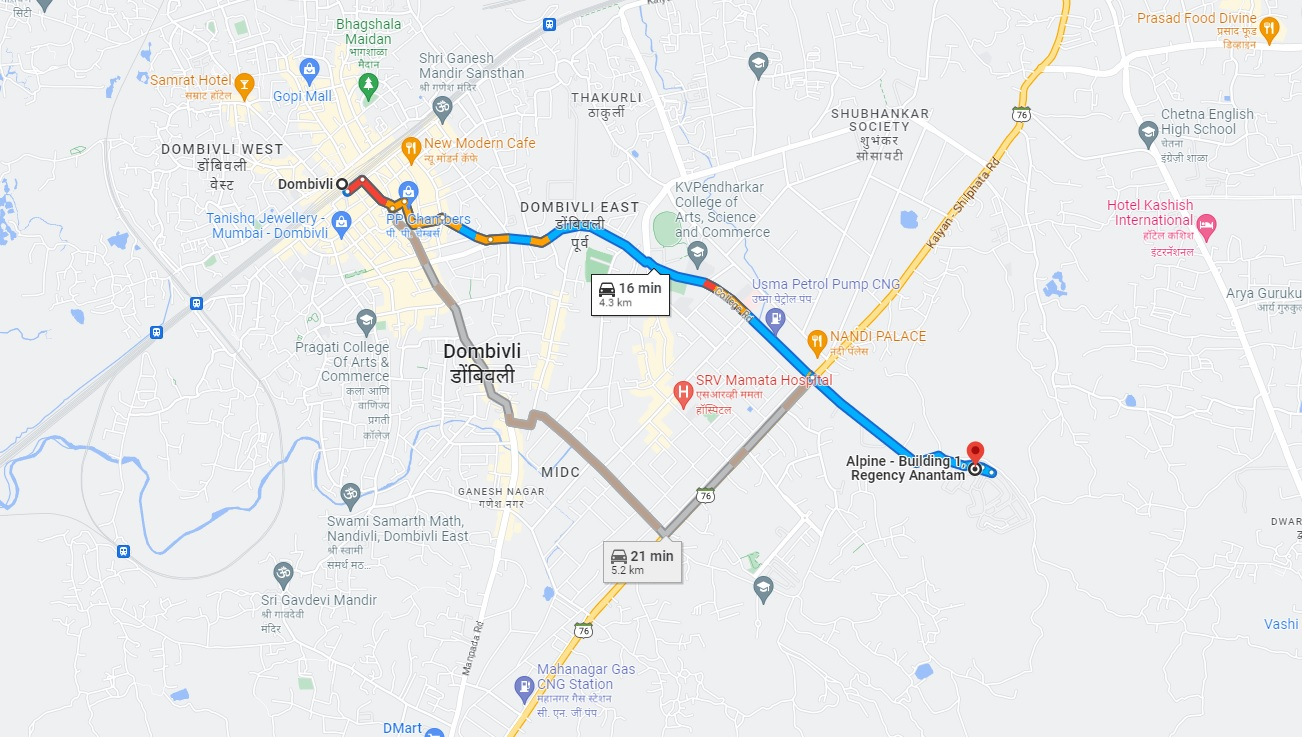 सिटी
Kalyan
Prasad Food Divine
प्रसाद फूड
डिव्हाइन
Bhagshala
Maidan
भागशाळा
मैदान
Shri Ganesh
Mandir Sansthan
श्री गणेश मंदिर
Samrat Hotel
सम्राट हॉटेल
Gopi Mall
THAKURLI
ठाकुर्ली
SHUBHANKAR
SOCIETY
शुभंकर
सोसायटी
76
Chetna English
High School
चेतना
इंग्रेजी शाळा
DOMBIVLI WEST
डोंबिवली
वेस्ट
New Modern Cafe
न्यू मॉडर्न कॅफे
Dombivli
KVPendharkar
College of
Arts, Science
and Commerce
Kalyan - Shilphata Rd
Tanishq Jewellery -
Mumbai - Dombivli
PP Chambers
पी. पी. चेम्बर्स
DOMBIVLI EAST
डोंबिवली
पूर्व
Hotel Kashish
International
हॉटेल कशिश
इंटरनॅशनल
16 min
4.3 km
College Rd
Usma Petrol Pump CNG
उष्मा पेट्रोल पंप
Arya Guruku
आर्य गुरुकु
Pragati College
Of Arts &
Commerce
कला आणि
वाणिज्य
प्रगती
कॉलेज
Dombivli
डोंबिवली
NANDI PALACE
नंदी पॅलेस
SRV Mamata Hospital
एसआरव्ही ममता
हॉस्पिटल
Alpine - Building 1,
Regency Anantam
MIDC
GANESH NAGAR
गणेश नगर
76
Swami Samarth Math,
Nandivli, Dombivli East
श्री स्वामी
समर्थ मठ...
DWAR
21 min
5.2 km
Sri Gavdevi Mandir
श्री गावदेवी
मंदिर
76
Manpada Rd
Vashi
Mahanagar Gas
CNG Station
महानगर गॅस स्टेशन
सी. एन. जी पंप
DMart